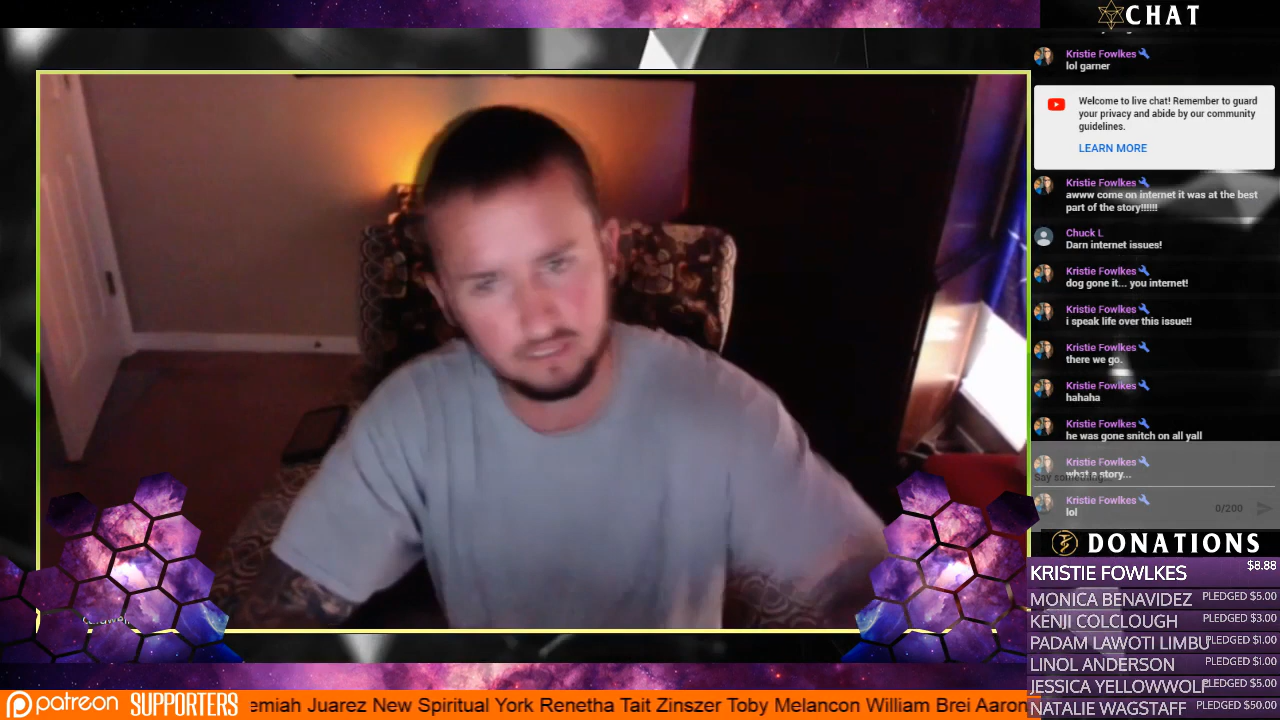 CHAT
Kristie Fowlkes
lol garner
Welcome to live chat! Remember to guard
your privacy and abide by our community
guidelines.
LEARN MORE
Kristie Fowlkes
awww come on internet it was at the best
part of the story!!!!!!
Chuck L
Darn internet issues!
Kristie Fowlkes
dog gone it... you internet!
Kristie Fowlkes
i speak life over this issue!!
Kristie Fowlkes
there we go.
Kristie Fowlkes
hahaha
Kristie Fowlkes
he was gone snitch on all yall
Kristie Fowlkes
what a story...
Say something...
Kristie Fowlkes
lol
0/200
DONATIONS
KRISTIE FOWLKES $8.88
MONICA BENAVIDEZ PLEDGED $5.00
KENJI COLCLOUGH PLEDGED $3.00
PADAM LAWOTI LIMBU PLEDGED $1.00
LINOL ANDERSON PLEDGED $1.00
JESSICA YELLOWWOLF PLEDGED $5.00
NATALIE WAGSTAFF PLEDGED $50.00
patreon SUPPORTERS emiah Juarez New Spiritual York Renetha Tait Zinszer Toby Melancon William Brei Aaron